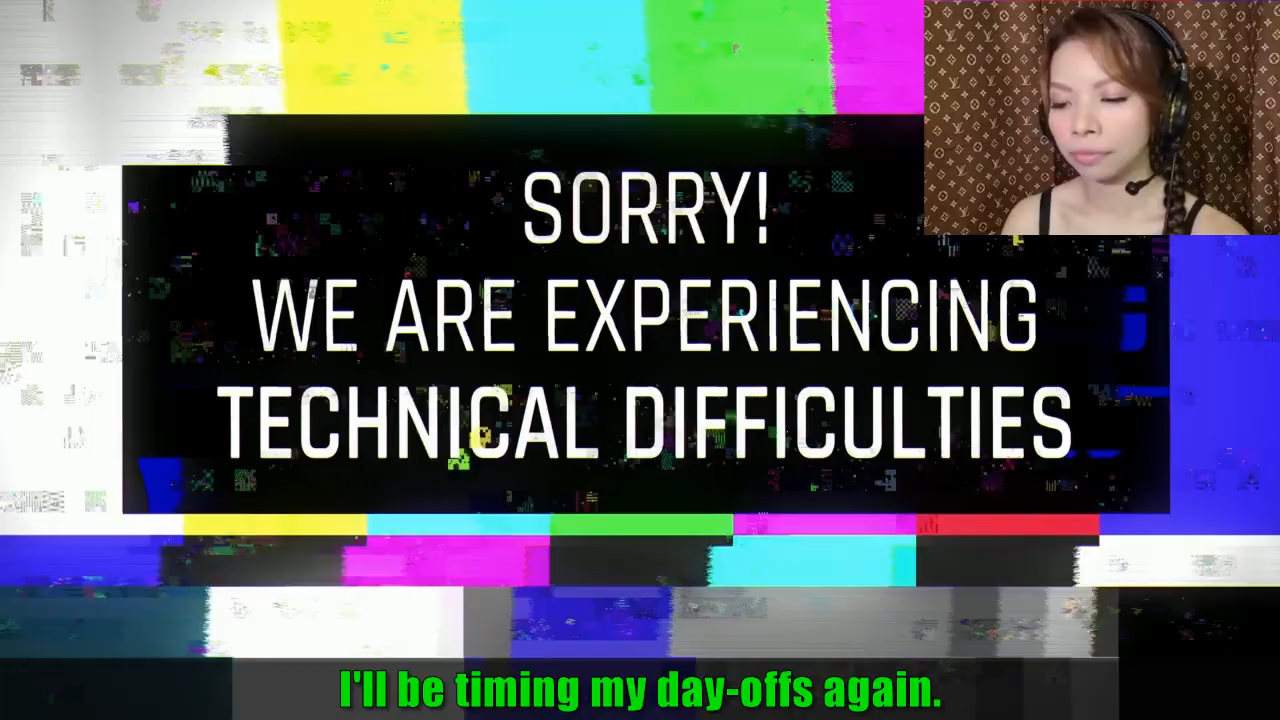 SORRY!
WE ARE EXPERIENCING
TECHNICAL DIFFICULTIES
I'll be timing my day-offs again.